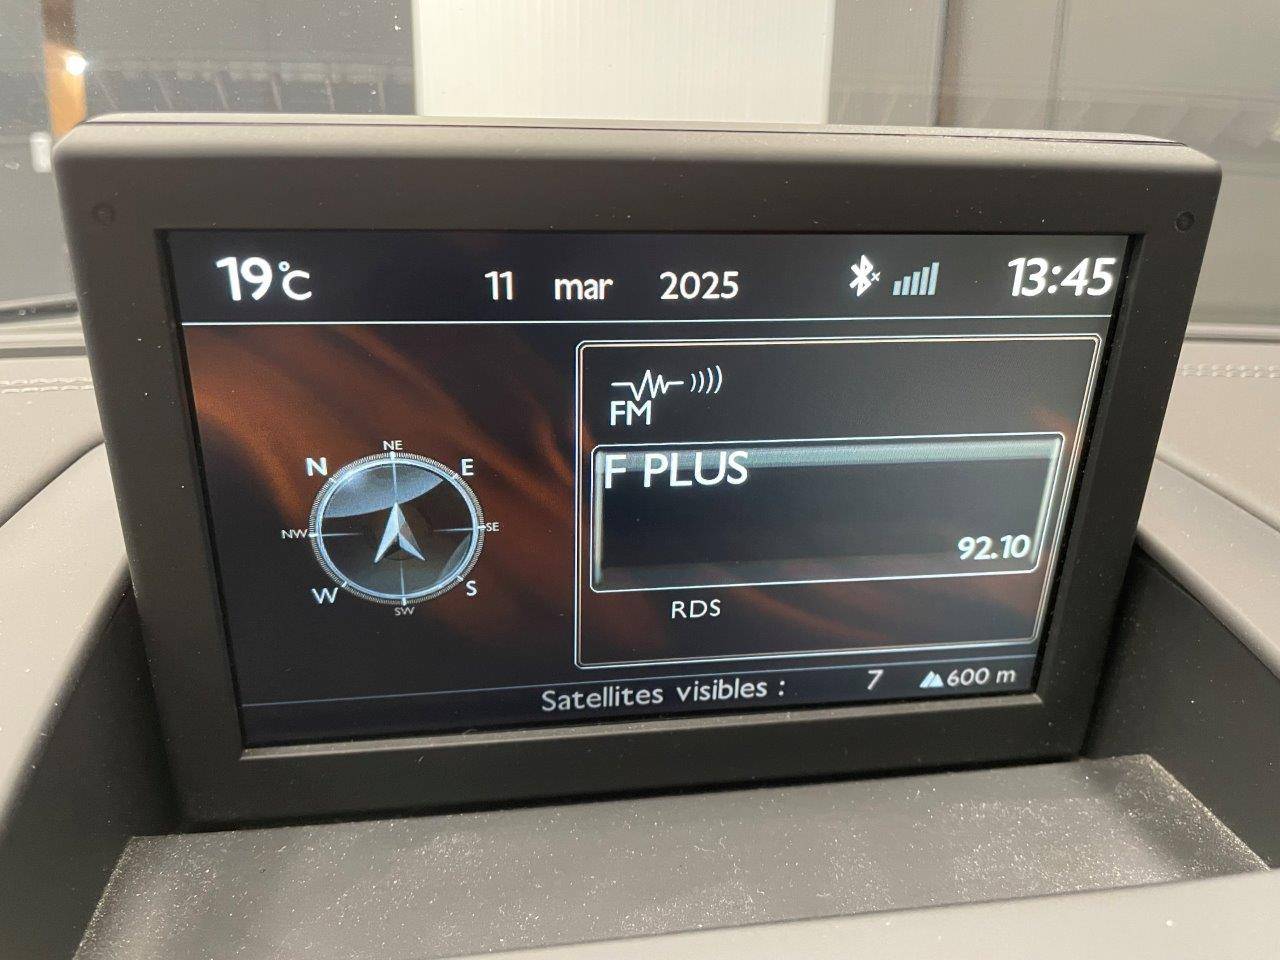 19°C 11 mar 2025 13:45
FM
F PLUS
92.10
RDS
NE
N E
NW SE
W S
SW
Satellites visibles : 7 600 m